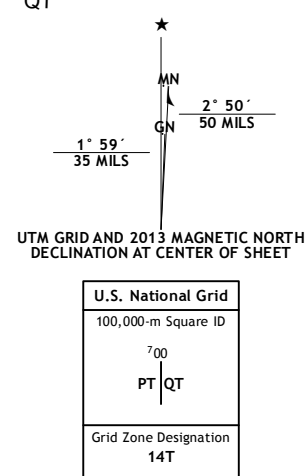 QT
★
MN
GN
2° 50´
50 MILS
1° 59´
35 MILS
UTM GRID AND 2013 MAGNETIC NORTH
DECLINATION AT CENTER OF SHEET
U.S. National Grid
100,000-m Square ID
⁷00
PT QT
Grid Zone Designation
14T